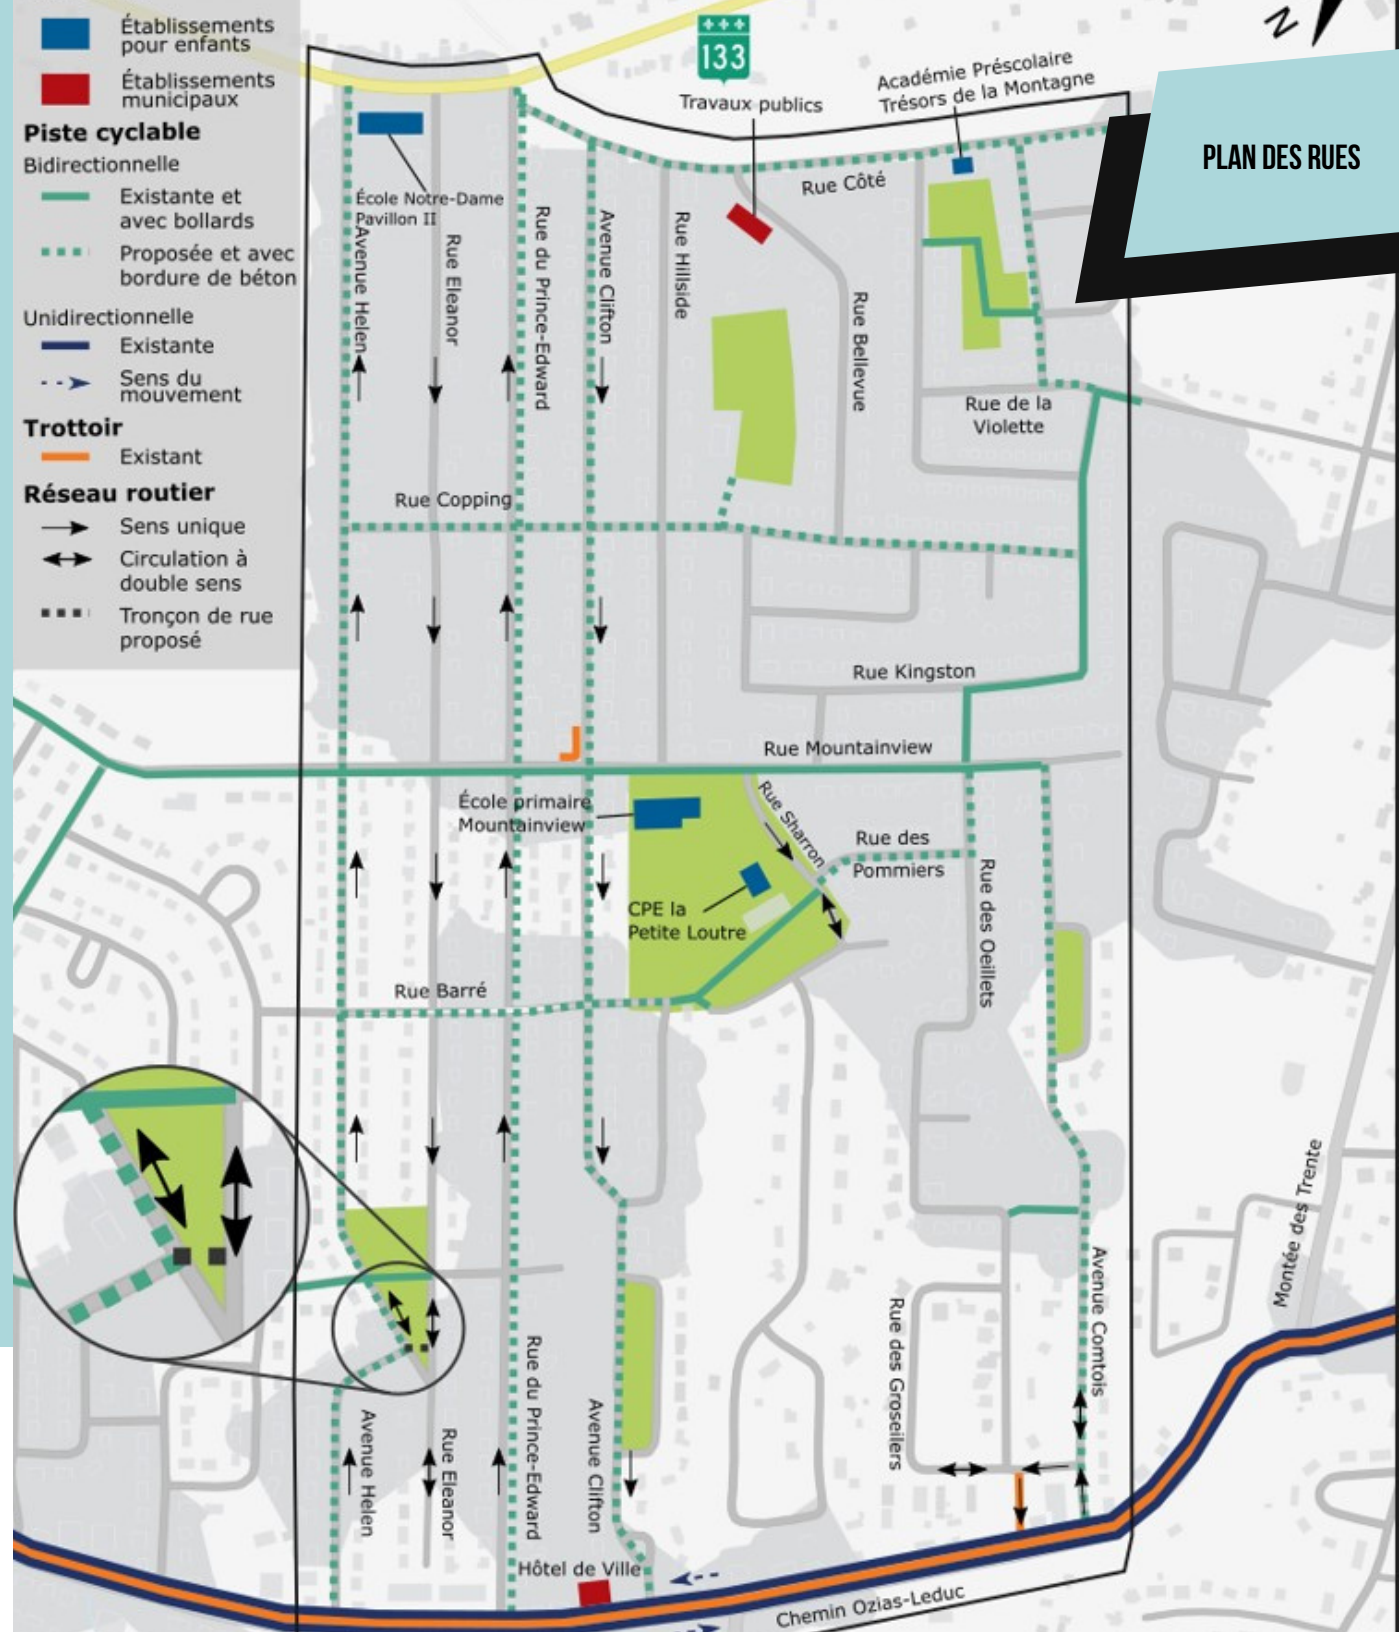 Établissements
pour enfants
Établissements
municipaux
Piste cyclable
Bidirectionnelle
Existante et
avec bollards
Proposée et avec
bordure de béton
Unidirectionnelle
Existante
Sens du
mouvement
Trottoir
Existant
Réseau routier
Sens unique
Circulation à
double sens
Tronçon de rue
proposé
133
N
PLAN DES RUES
Travaux publics
Académie Préscolaire
Trésors de la Montagne
École Notre-Dame
Pavillon II
Rue Côté
Avenue Helen
Rue Eleanor
Rue du Prince-Edward
Avenue Clifton
Rue Hillside
Rue Bellevue
Rue de la
Violette
Rue Copping
Rue Kingston
Rue Mountainview
École primaire
Mountainview
Rue Sharron
Rue des
Pommiers
CPE la
Petite Loutre
Rue des Oeillets
Rue Barré
Montée des Trente
Avenue Comtois
Rue des Groseilers
Avenue Helen
Rue Eleanor
Rue du Prince-Edward
Avenue Clifton
Hôtel de Ville
Chemin Ozias-Leduc